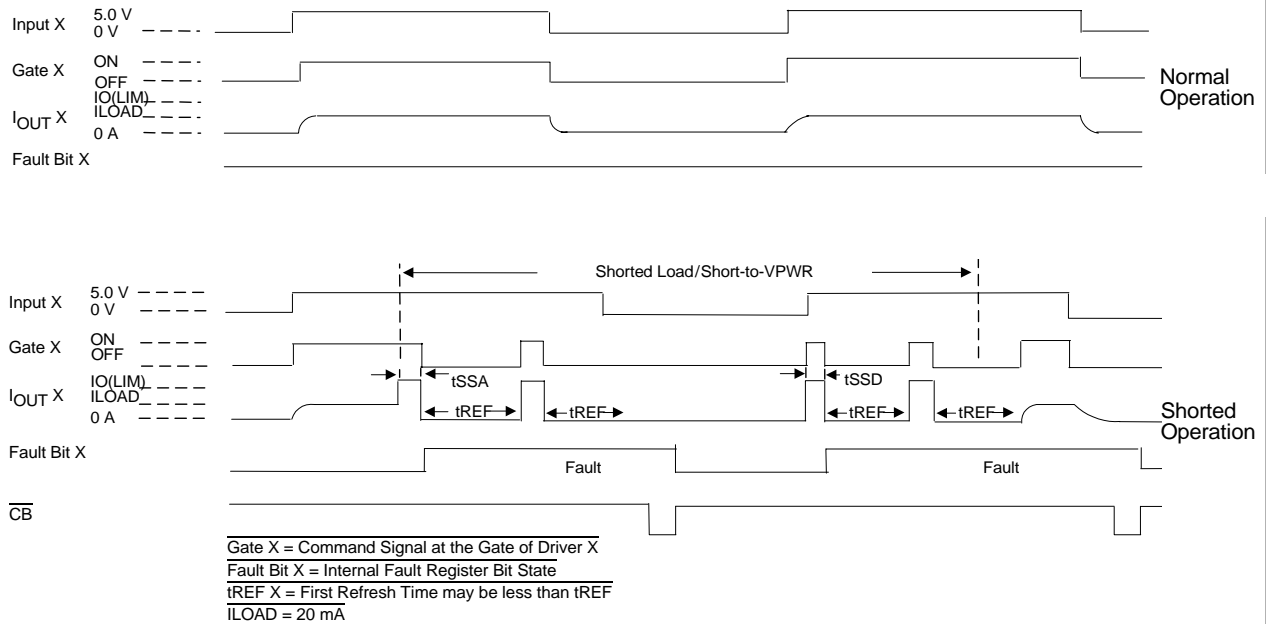 Input X 5.0 V
0 V
Gate X ON
OFF
IOUT X IO(LIM)
ILOAD
0 A
Fault Bit X
Normal
Operation
Shorted Load/Short-to-VPWR
Input X 5.0 V
0 V
Gate X ON
OFF
IOUT X IO(LIM)
ILOAD
0 A
tSSA
tSSD
tREF
tREF
tREF
tREF
Shorted
Operation
Fault Bit X
Fault
Fault
CB
Gate X = Command Signal at the Gate of Driver X
Fault Bit X = Internal Fault Register Bit State
tREF X = First Refresh Time may be less than tREF
ILOAD = 20 mA